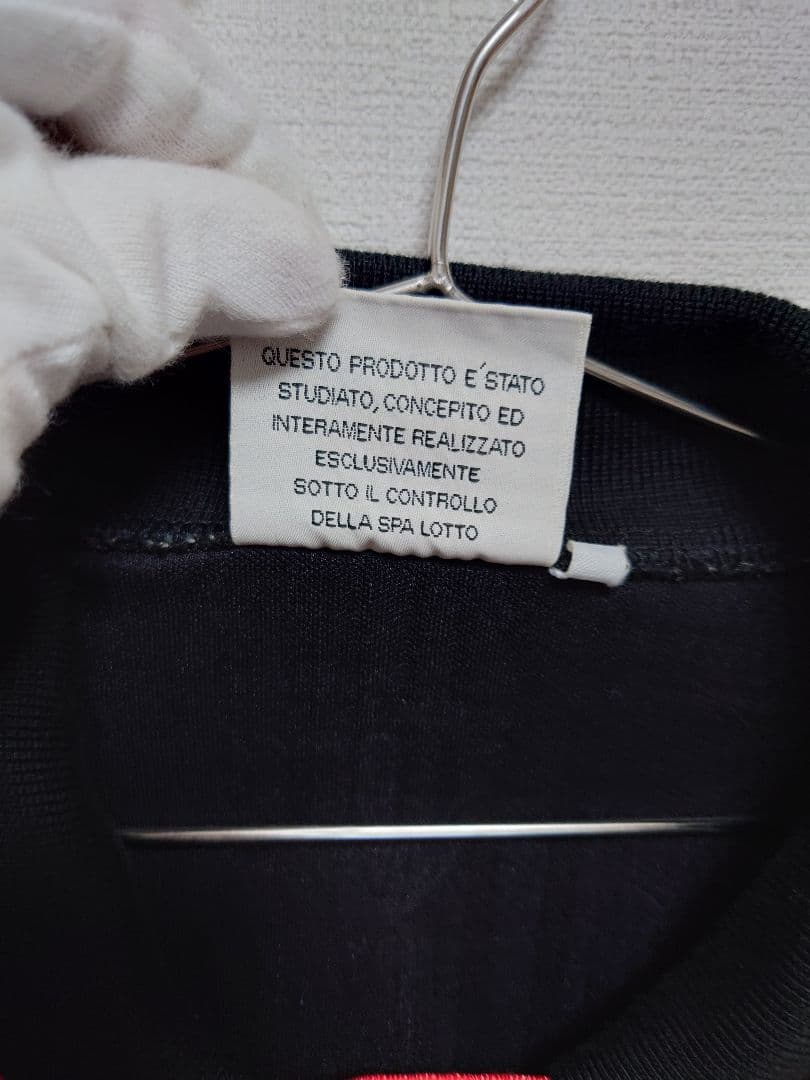 QUESTO PRODOTTO E´STATO
STUDIATO, CONCEPITO ED
INTERAMENTE REALIZZATO
ESCLUSIVAMENTE
SOTTO IL CONTROLLO
DELLA SPA LOTTO